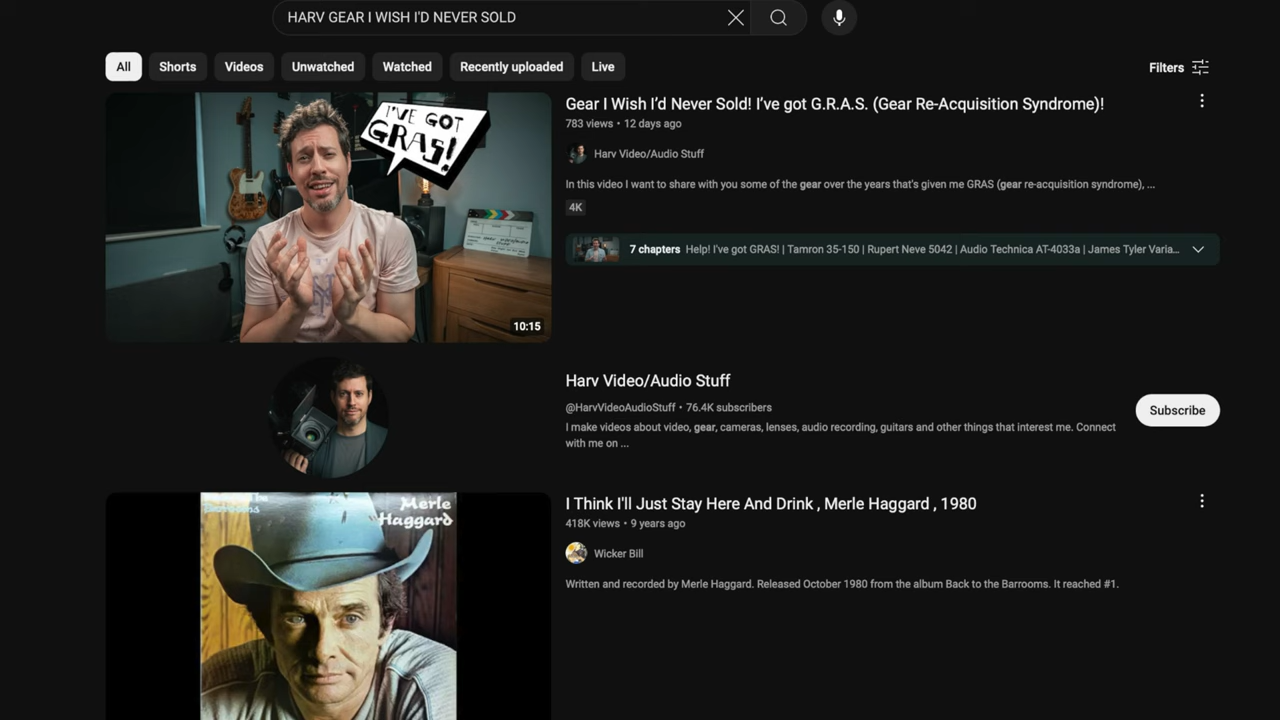 HARV GEAR I WISH I'D NEVER SOLD
All
Shorts
Videos
Unwatched
Watched
Recently uploaded
Live
Filters
I'VE GOT
GRAS!
10:15
Gear I Wish I'd Never Sold! I've got G.R.A.S. (Gear Re-Acquisition Syndrome)!
783 views • 12 days ago
Harv Video/Audio Stuff
In this video I want to share with you some of the gear over the years that's given me GRAS (gear re-acquisition syndrome), ...
4K
7 chapters Help! I've got GRAS! | Tamron 35-150 | Rupert Neve 5042 | Audio Technica AT-4033a | James Tyler Varia...
Harv Video/Audio Stuff
@HarvVideoAudioStuff • 76.4K subscribers
I make videos about video, gear, cameras, lenses, audio recording, guitars and other things that interest me. Connect
with me on ...
Subscribe
Merle
Haggard
I Think I'll Just Stay Here And Drink , Merle Haggard , 1980
418K views • 9 years ago
Wicker Bill
Written and recorded by Merle Haggard. Released October 1980 from the album Back to the Barrooms. It reached #1.